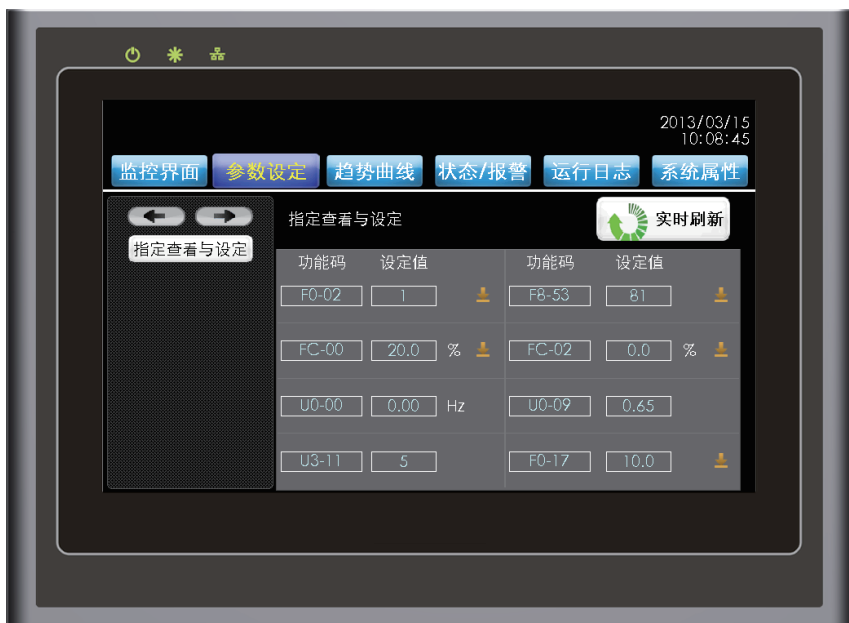 2013/03/15
10:08:45
监控界面 参数设定 趋势曲线 状态/报警 运行日志 系统属性
指定查看与设定 实时刷新
指定查看与设定
功能码 设定值 功能码 设定值
F0-02 1 F8-53 81
FC-00 20.0 % FC-02 0.0 %
U0-00 0.00 Hz U0-09 0.65
U3-11 5 F0-17 10.0